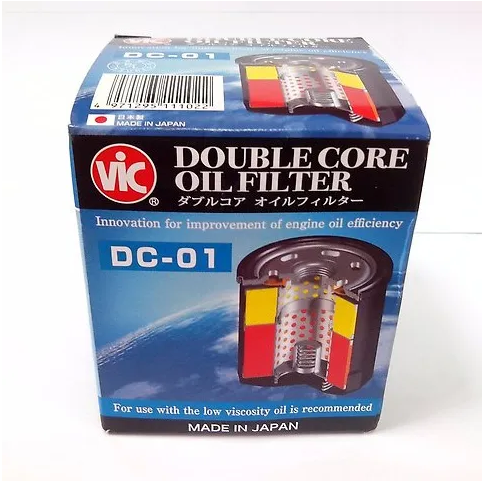 DC-01
4 971295 111022
日本製
MADE IN JAPAN
VIC
®
DOUBLE CORE
OIL FILTER
ダブルコア オイルフィルター
Innovation for improvement of engine oil efficiency
DC-01
For use with the low viscosity oil is recommended
MADE IN JAPAN